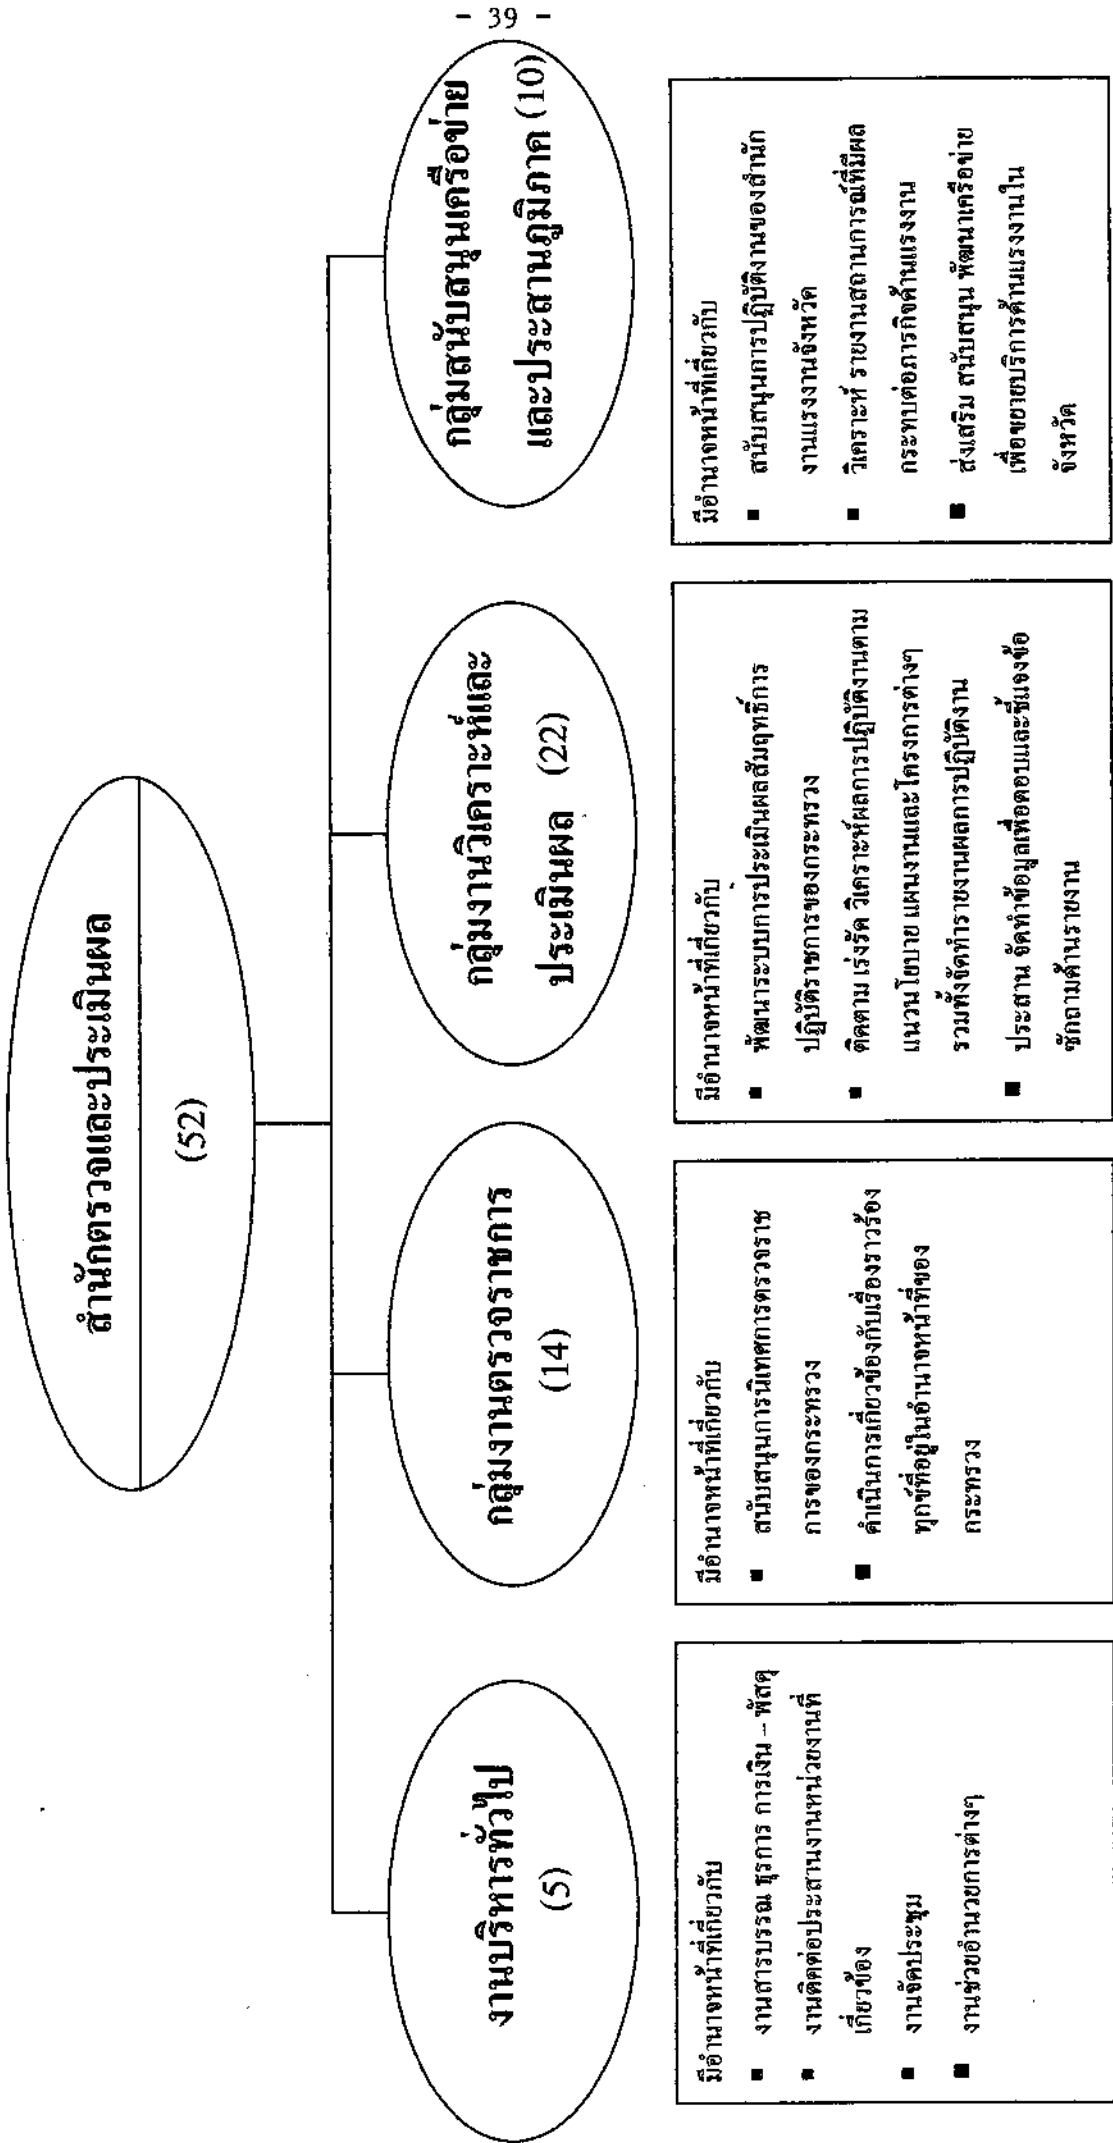 - 39 -
สำนักตรวจและประเมินผล
(52)
งานบริหารทั่วไป
(5)
มีอำนาจหน้าที่เกี่ยวกับ
■ งานสารบรรณ ธุรการ การเงิน – พัสดุ
■ งานติดต่อประสานงานหน่วยงานที่
เกี่ยวข้อง
■ งานจัดประชุม
■ งานช่วยอำนวยการต่างๆ
กลุ่มงานตรวจราชการ
(14)
มีอำนาจหน้าที่เกี่ยวกับ
■ สนับสนุนการนิเทศการตรวจราช
การของกระทรวง
■ ดำเนินการเกี่ยวข้องกับเรื่องราวร้อง
ทุกข์ที่อยู่ในอำนาจหน้าที่ของ
กระทรวง
กลุ่มงานวิเคราะห์และ
ประเมินผล (22)
มีอำนาจหน้าที่เกี่ยวกับ
■ พัฒนาระบบการประเมินผลสัมฤทธิ์การ
ปฏิบัติราชการของกระทรวง
■ ติดตาม เร่งรัด วิเคราะห์ผลการปฏิบัติงานตาม
แนวนโยบาย แผนงานและโครงการต่างๆ
รวมทั้งจัดทำรายงานผลการปฏิบัติงาน
■ ประสาน จัดทำข้อมูลเพื่อตอบและชี้แจงข้อ
ซักถามด้านรายงาน
กลุ่มสนับสนุนเครือข่าย
และประสานภูมิภาค (10)
มีอำนาจหน้าที่เกี่ยวกับ
■ สนับสนุนการปฏิบัติงานของสำนัก
งานแรงงานจังหวัด
■ วิเคราะห์ รายงานสถานการณ์ที่มีผล
กระทบต่อภารกิจด้านแรงงาน
■ ส่งเสริม สนับสนุน พัฒนาเครือข่าย
เพื่อขยายบริการด้านแรงงานใน
จังหวัด